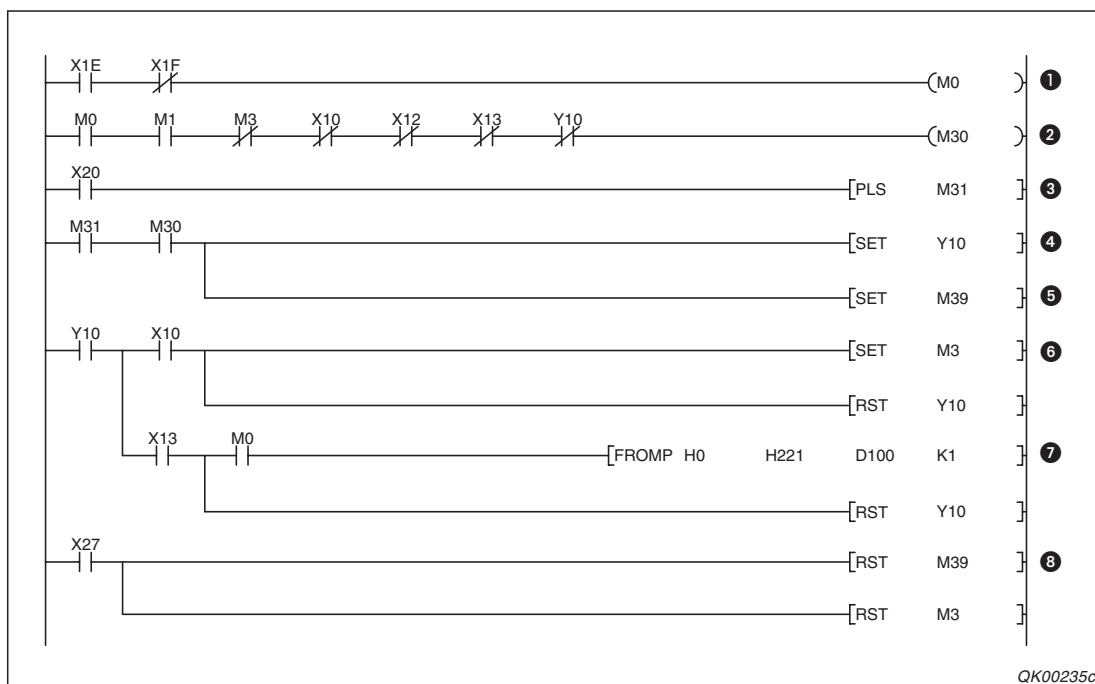 X1E X1F
M0 ❶
M0 M1 M3 X10 X12 X13 Y10
M30 ❷
X20
PLS M31 ❸
M31 M30
SET Y10 ❹
SET M39 ❺
Y10 X10
SET M3 ❻
RST Y10
X13 M0
FROMP H0 H221 D100 K1 ❼
RST Y10
X27
RST M39 ❽
RST M3
QK00235c